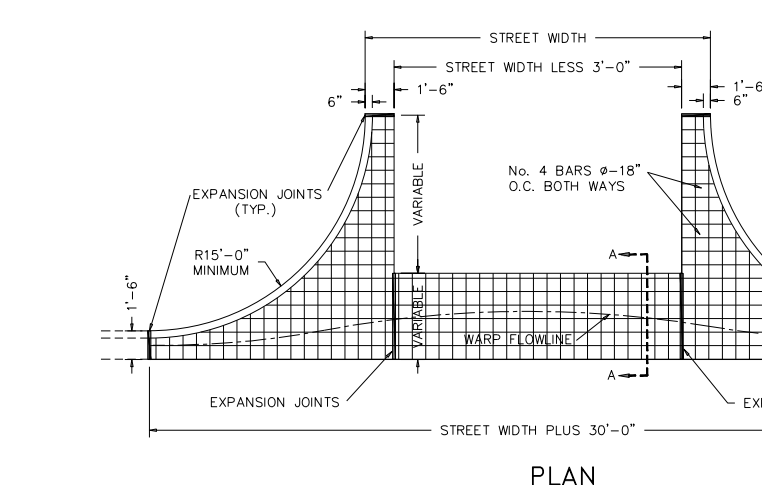 STREET WIDTH
STREET WIDTH LESS 3'-0"
1'-6"
6"
1'-6
6"
VARIABLE
No. 4 BARS ø-18"
O.C. BOTH WAYS
EXPANSION JOINTS
(TYP.)
R15'-0"
MINIMUM
1'-6"
A
VARIABLE
WARP FLOWLINE
A
EXPANSION JOINTS
EX
STREET WIDTH PLUS 30'-0"
PLAN